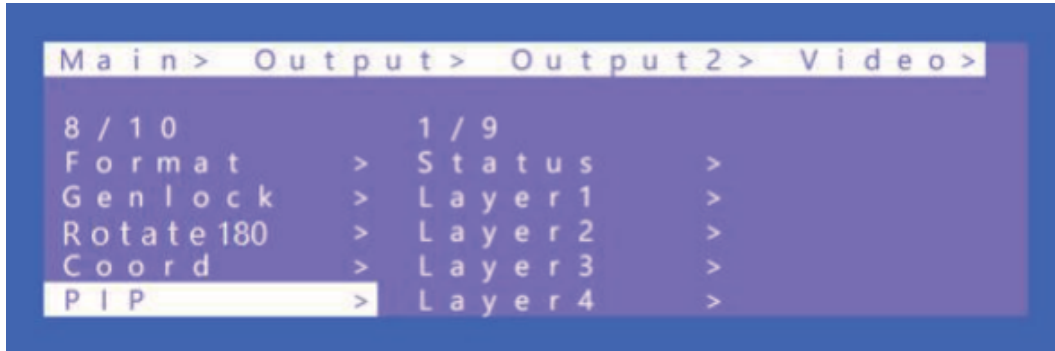 Main> Output> Output2> Video>
8/10 1/9
Format > Status >
Genlock > Layer1 >
Rotate180 > Layer2 >
Coord > Layer3 >
PIP > Layer4 >